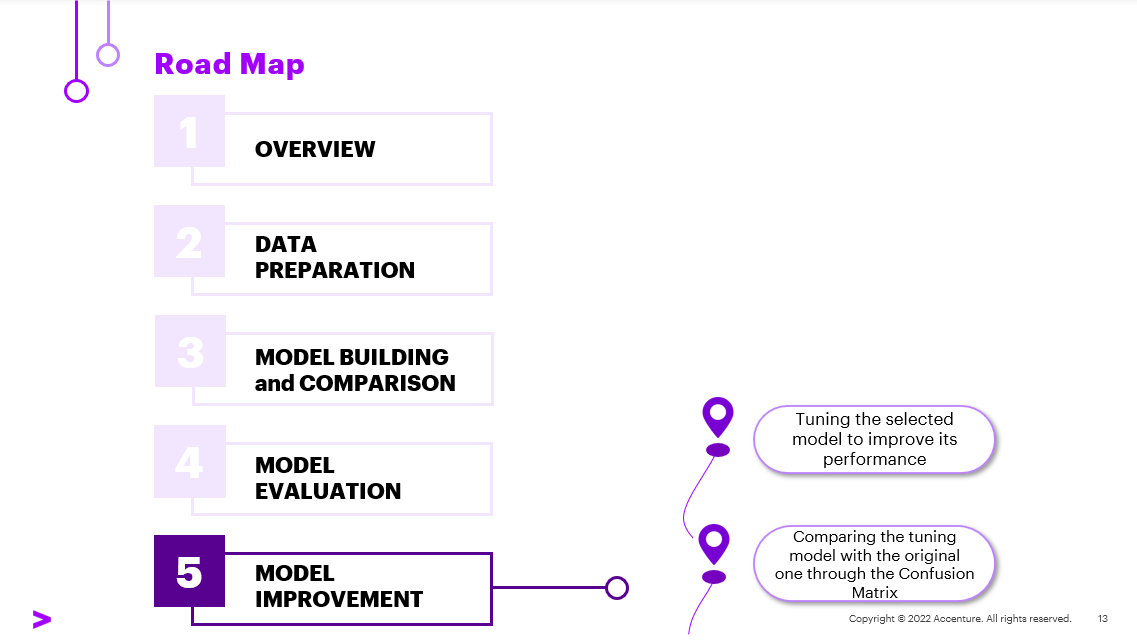 Road Map
1
OVERVIEW
2
DATA
PREPARATION
3
MODEL BUILDING
and COMPARISON
4
MODEL
EVALUATION
5
MODEL
IMPROVEMENT
Tuning the selected
model to improve its
performance
Comparing the tuning
model with the original
one through the Confusion
Matrix
>
Copyright © 2022 Accenture. All rights reserved.
13